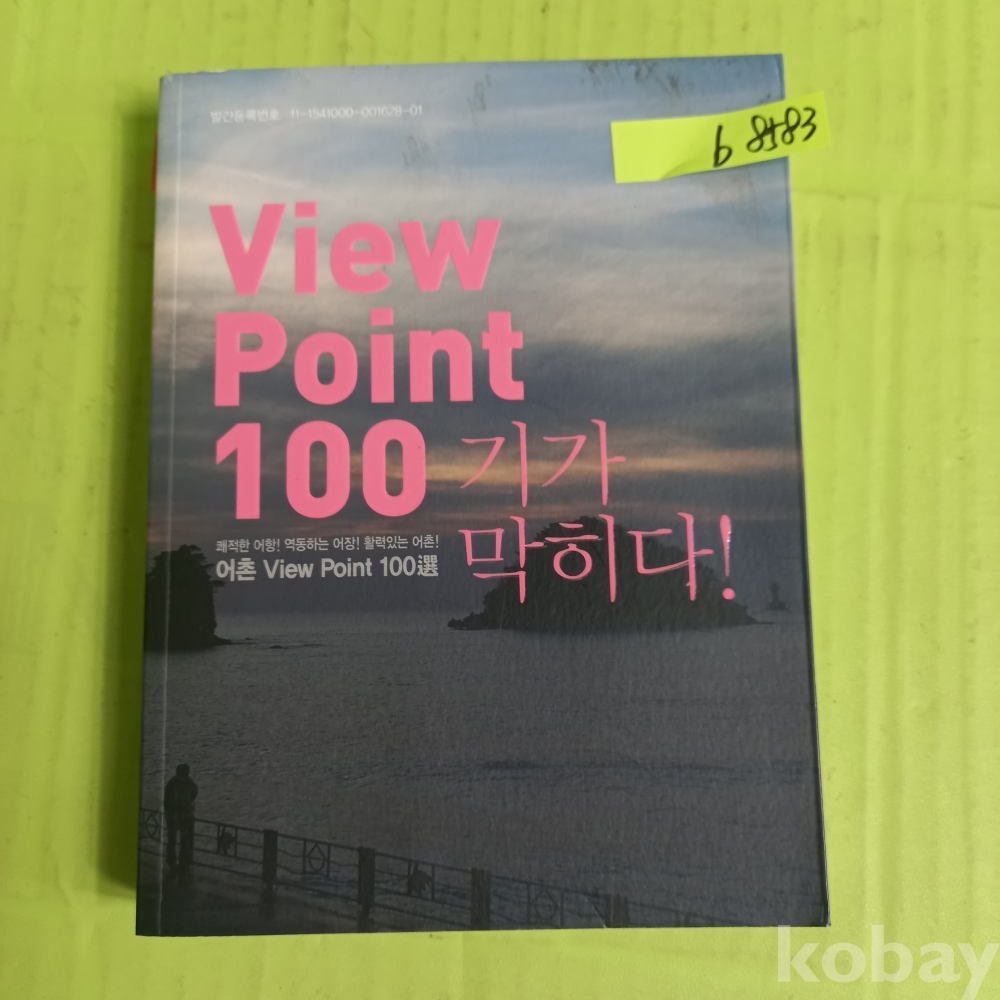 발간등록번호 11-1541000-001628-01
b 8583
View
Point
100 기가
막히다!
쾌적한 어항! 역동하는 어장! 활력있는 어촌!
어촌 View Point 100選
kobay